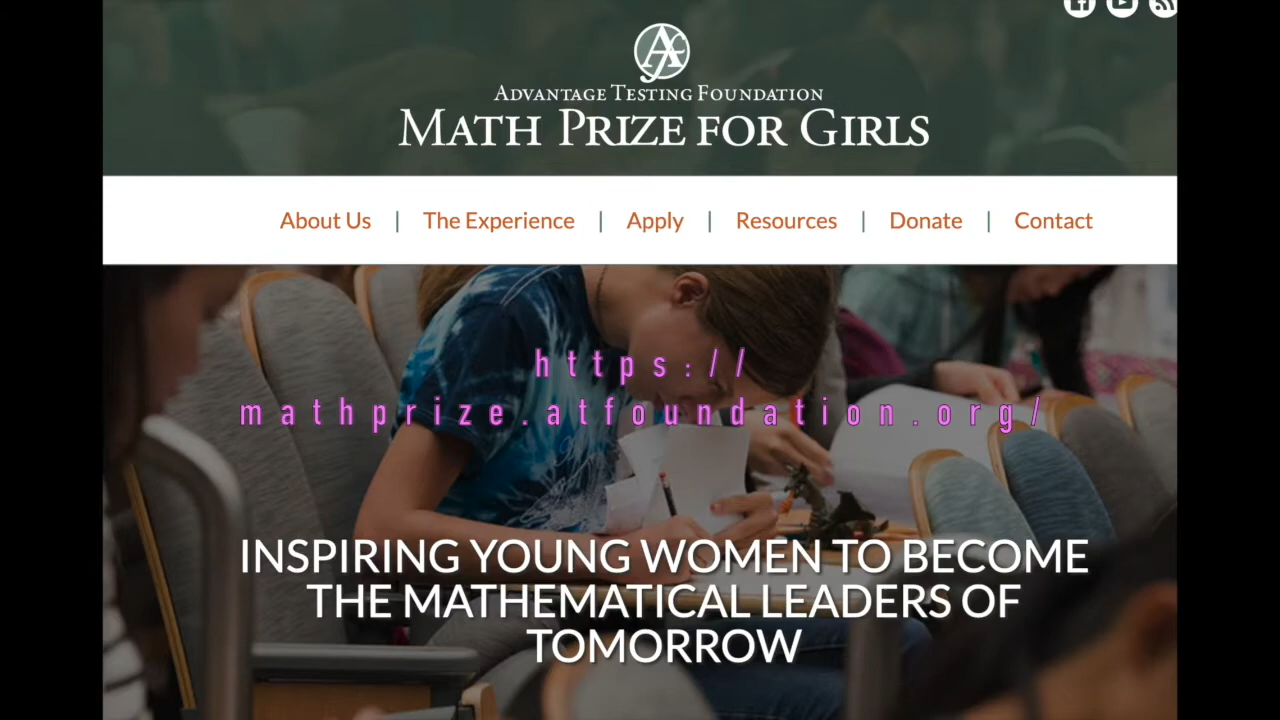 ADVANTAGE TESTING FOUNDATION
MATH PRIZE FOR GIRLS
About Us | The Experience | Apply | Resources | Donate | Contact
https://
mathprize.atfoundation.org/
INSPIRING YOUNG WOMEN TO BECOME
THE MATHEMATICAL LEADERS OF
TOMORROW